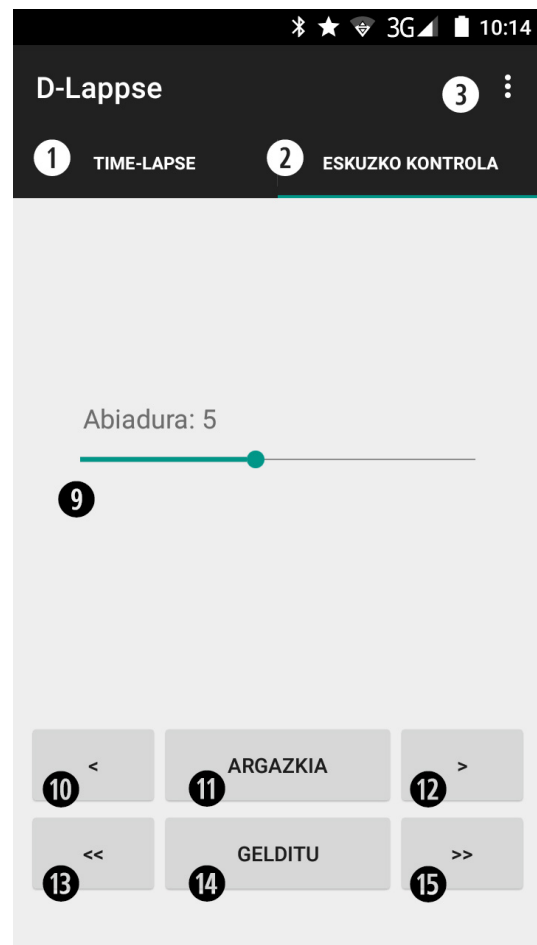 3G 10:14
D-Lappse 3
1 TIME-LAPSE 2 ESKUZKO KONTROLA
Abiadura: 5
9
< ARGAZKIA >
10 11 12
<< GELDITU >>
13 14 15